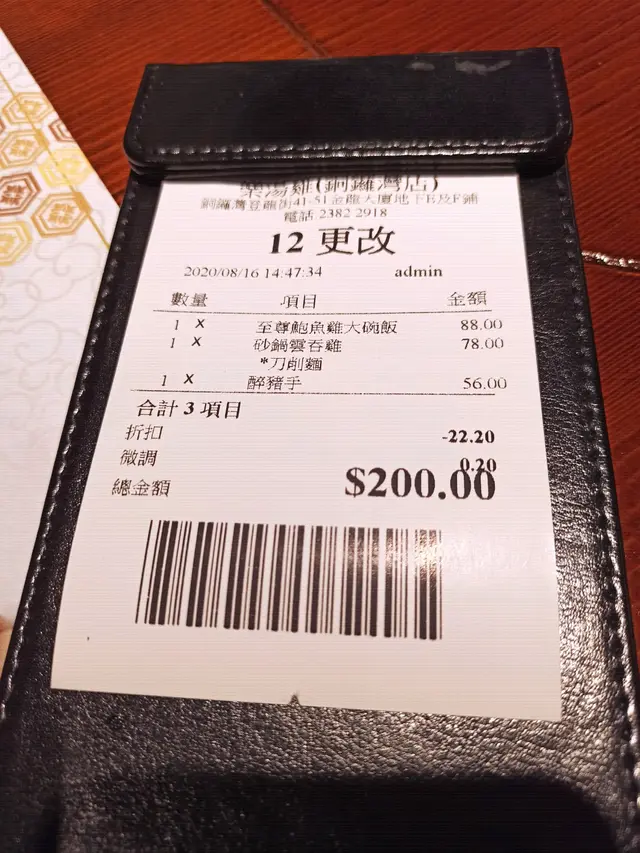 樂湯雞(銅鑼灣店)
銅鑼灣登龍街41-51金龍大廈地下E及F鋪
電話 2382 2918
12 更改
2020/08/16 14:47:34 admin
數量 項目 金額
1 X 至尊鮑魚雞大碗飯 88.00
1 X 砂鍋雲吞雞 78.00
*刀削麵
1 X 醉豬手 56.00
合計 3 項目
折扣 -22.20
微調 0.20
總金額 $200.00